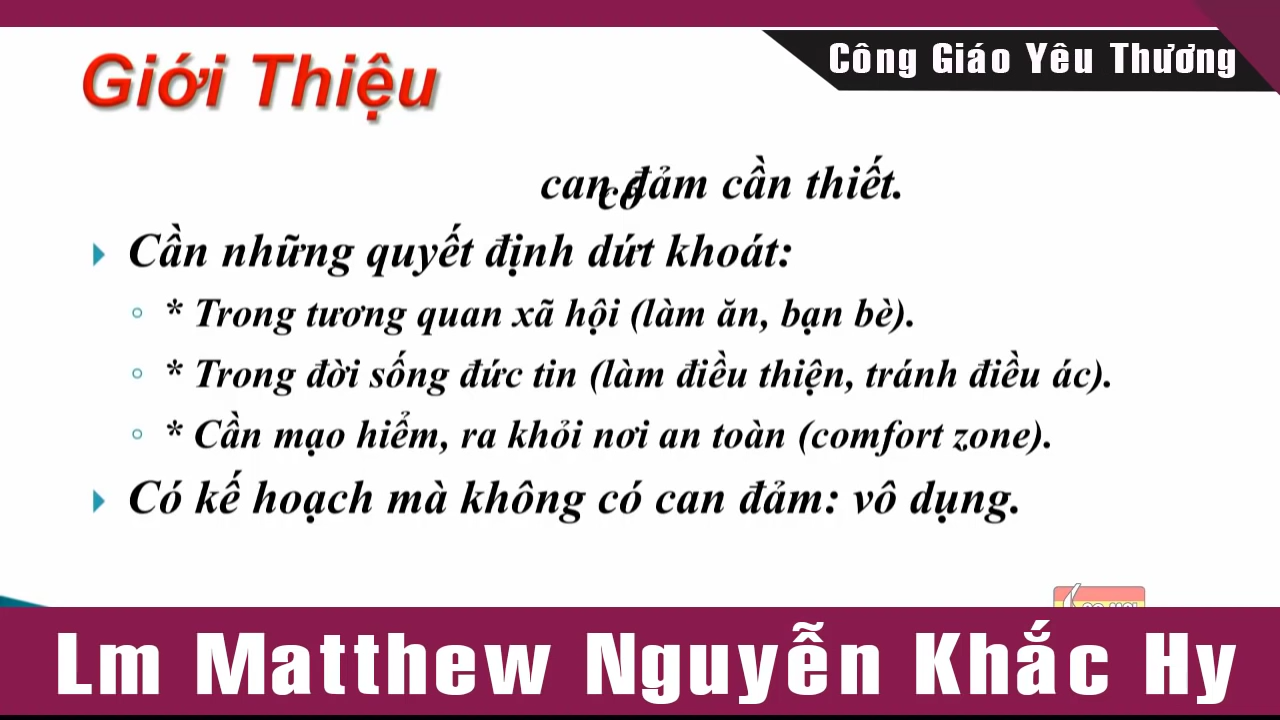 Công Giáo Yêu Thương
Giới Thiệu
có
can đảm cần thiết.
Cần những quyết định dứt khoát:
* Trong tương quan xã hội (làm ăn, bạn bè).
* Trong đời sống đức tin (làm điều thiện, tránh điều ác).
* Cần mạo hiểm, ra khỏi nơi an toàn (comfort zone).
Có kế hoạch mà không có can đảm: vô dụng.
Lm Matthew Nguyễn Khắc Hy